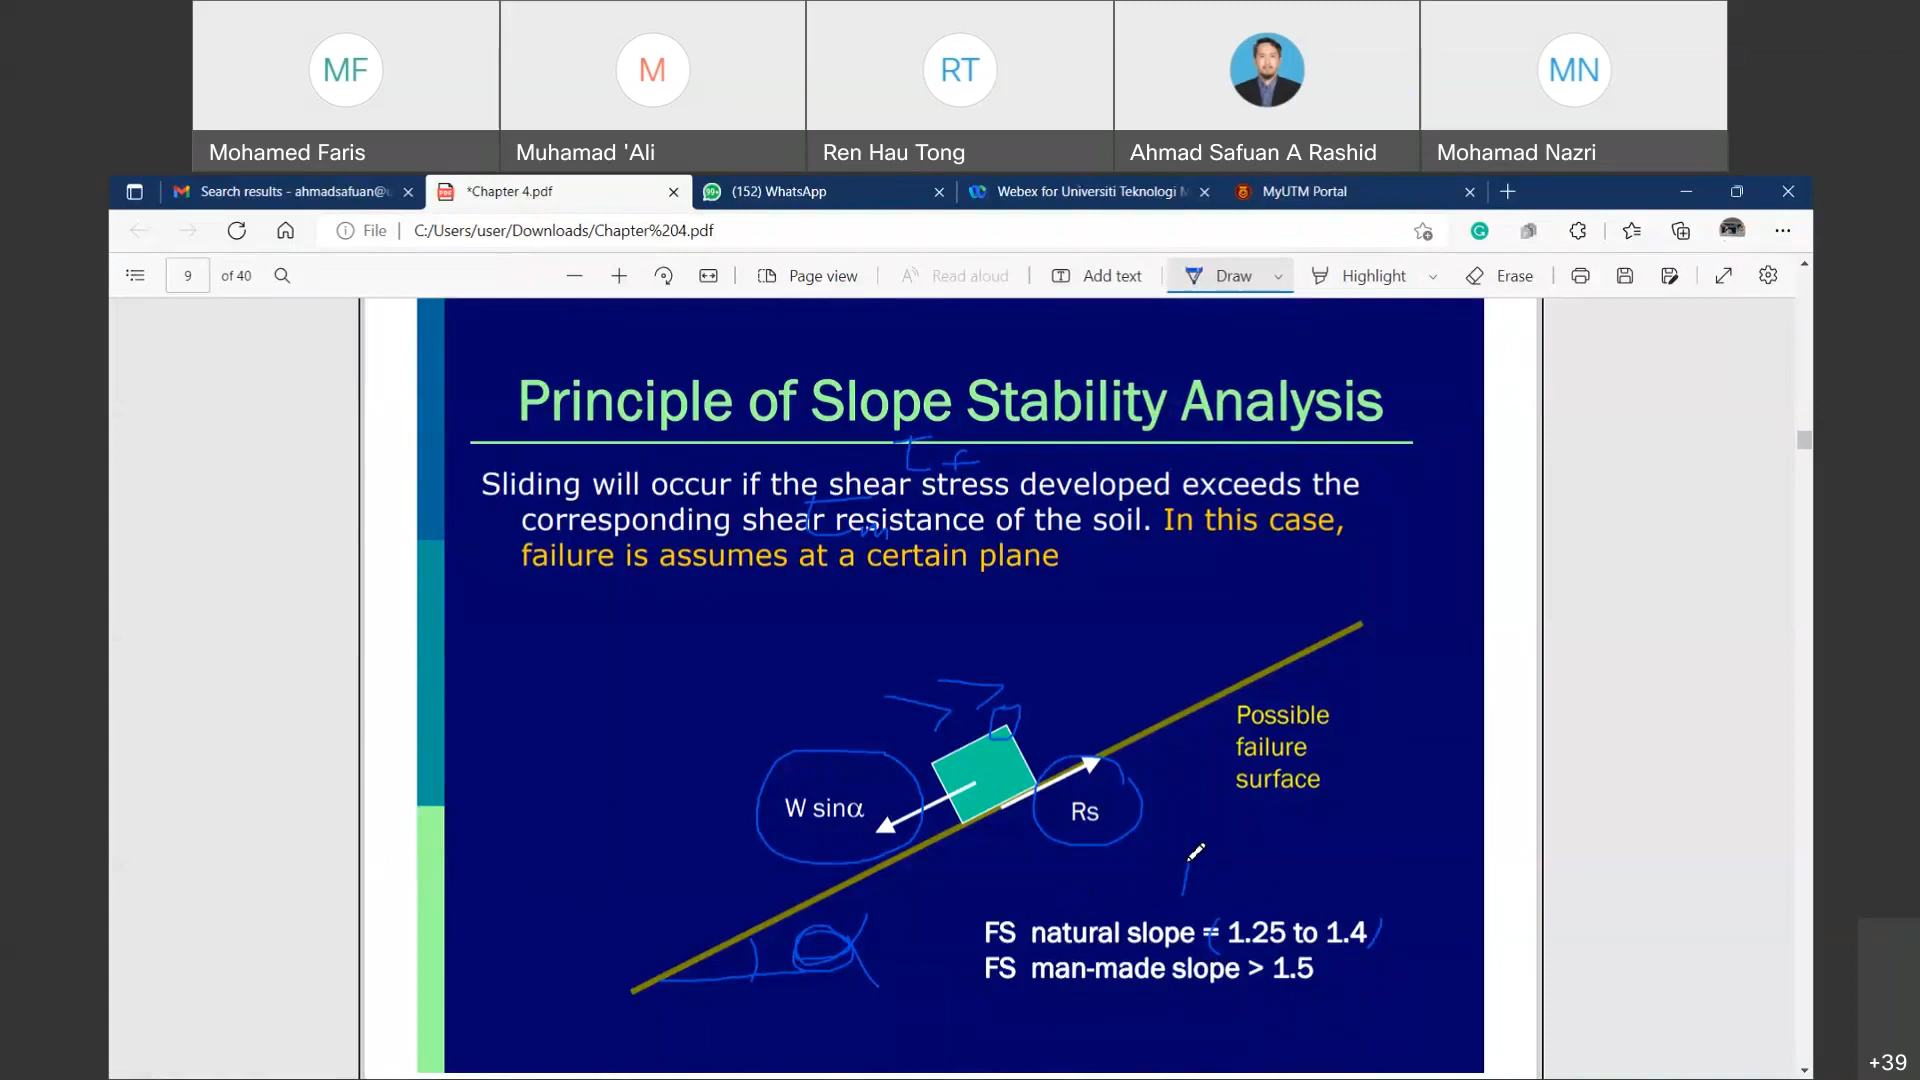 MF
M
RT
MN
Mohamed Faris
Muhamad 'Ali
Ren Hau Tong
Ahmad Safuan A Rashid
Mohamad Nazri
Search results - ahmadsafuan@
*Chapter 4.pdf
99+
(152) WhatsApp
Webex for Universiti Teknologi M
MyUTM Portal
File
C:/Users/user/Downloads/Chapter%204.pdf
9
of 40
Page view
Read aloud
Add text
Draw
Highlight
Erase
Principle of Slope Stability Analysis
Sliding will occur if the shear stress developed exceeds the
corresponding shear resistance of the soil. In this case,
failure is assumes at a certain plane
Possible
failure
surface
W sinα
Rs
α
FS natural slope = 1.25 to 1.4
FS man-made slope > 1.5
+39